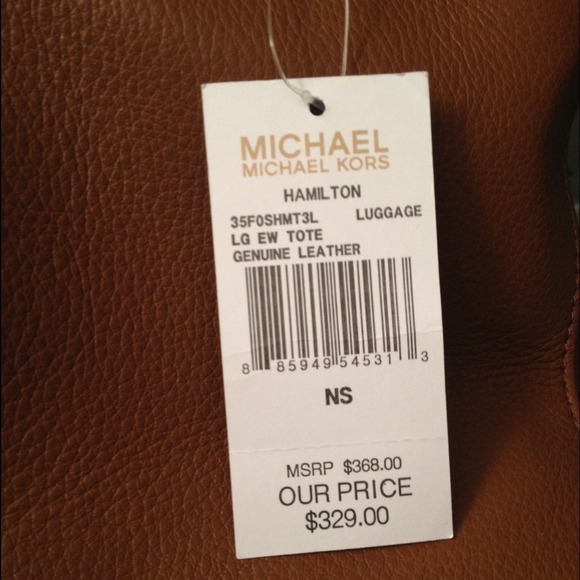 MICHAEL
MICHAEL KORS
HAMILTON
35F0SHMT3L LUGGAGE
LG EW TOTE
GENUINE LEATHER
8 85949 54531 3
NS
MSRP $368.00
OUR PRICE
$329.00